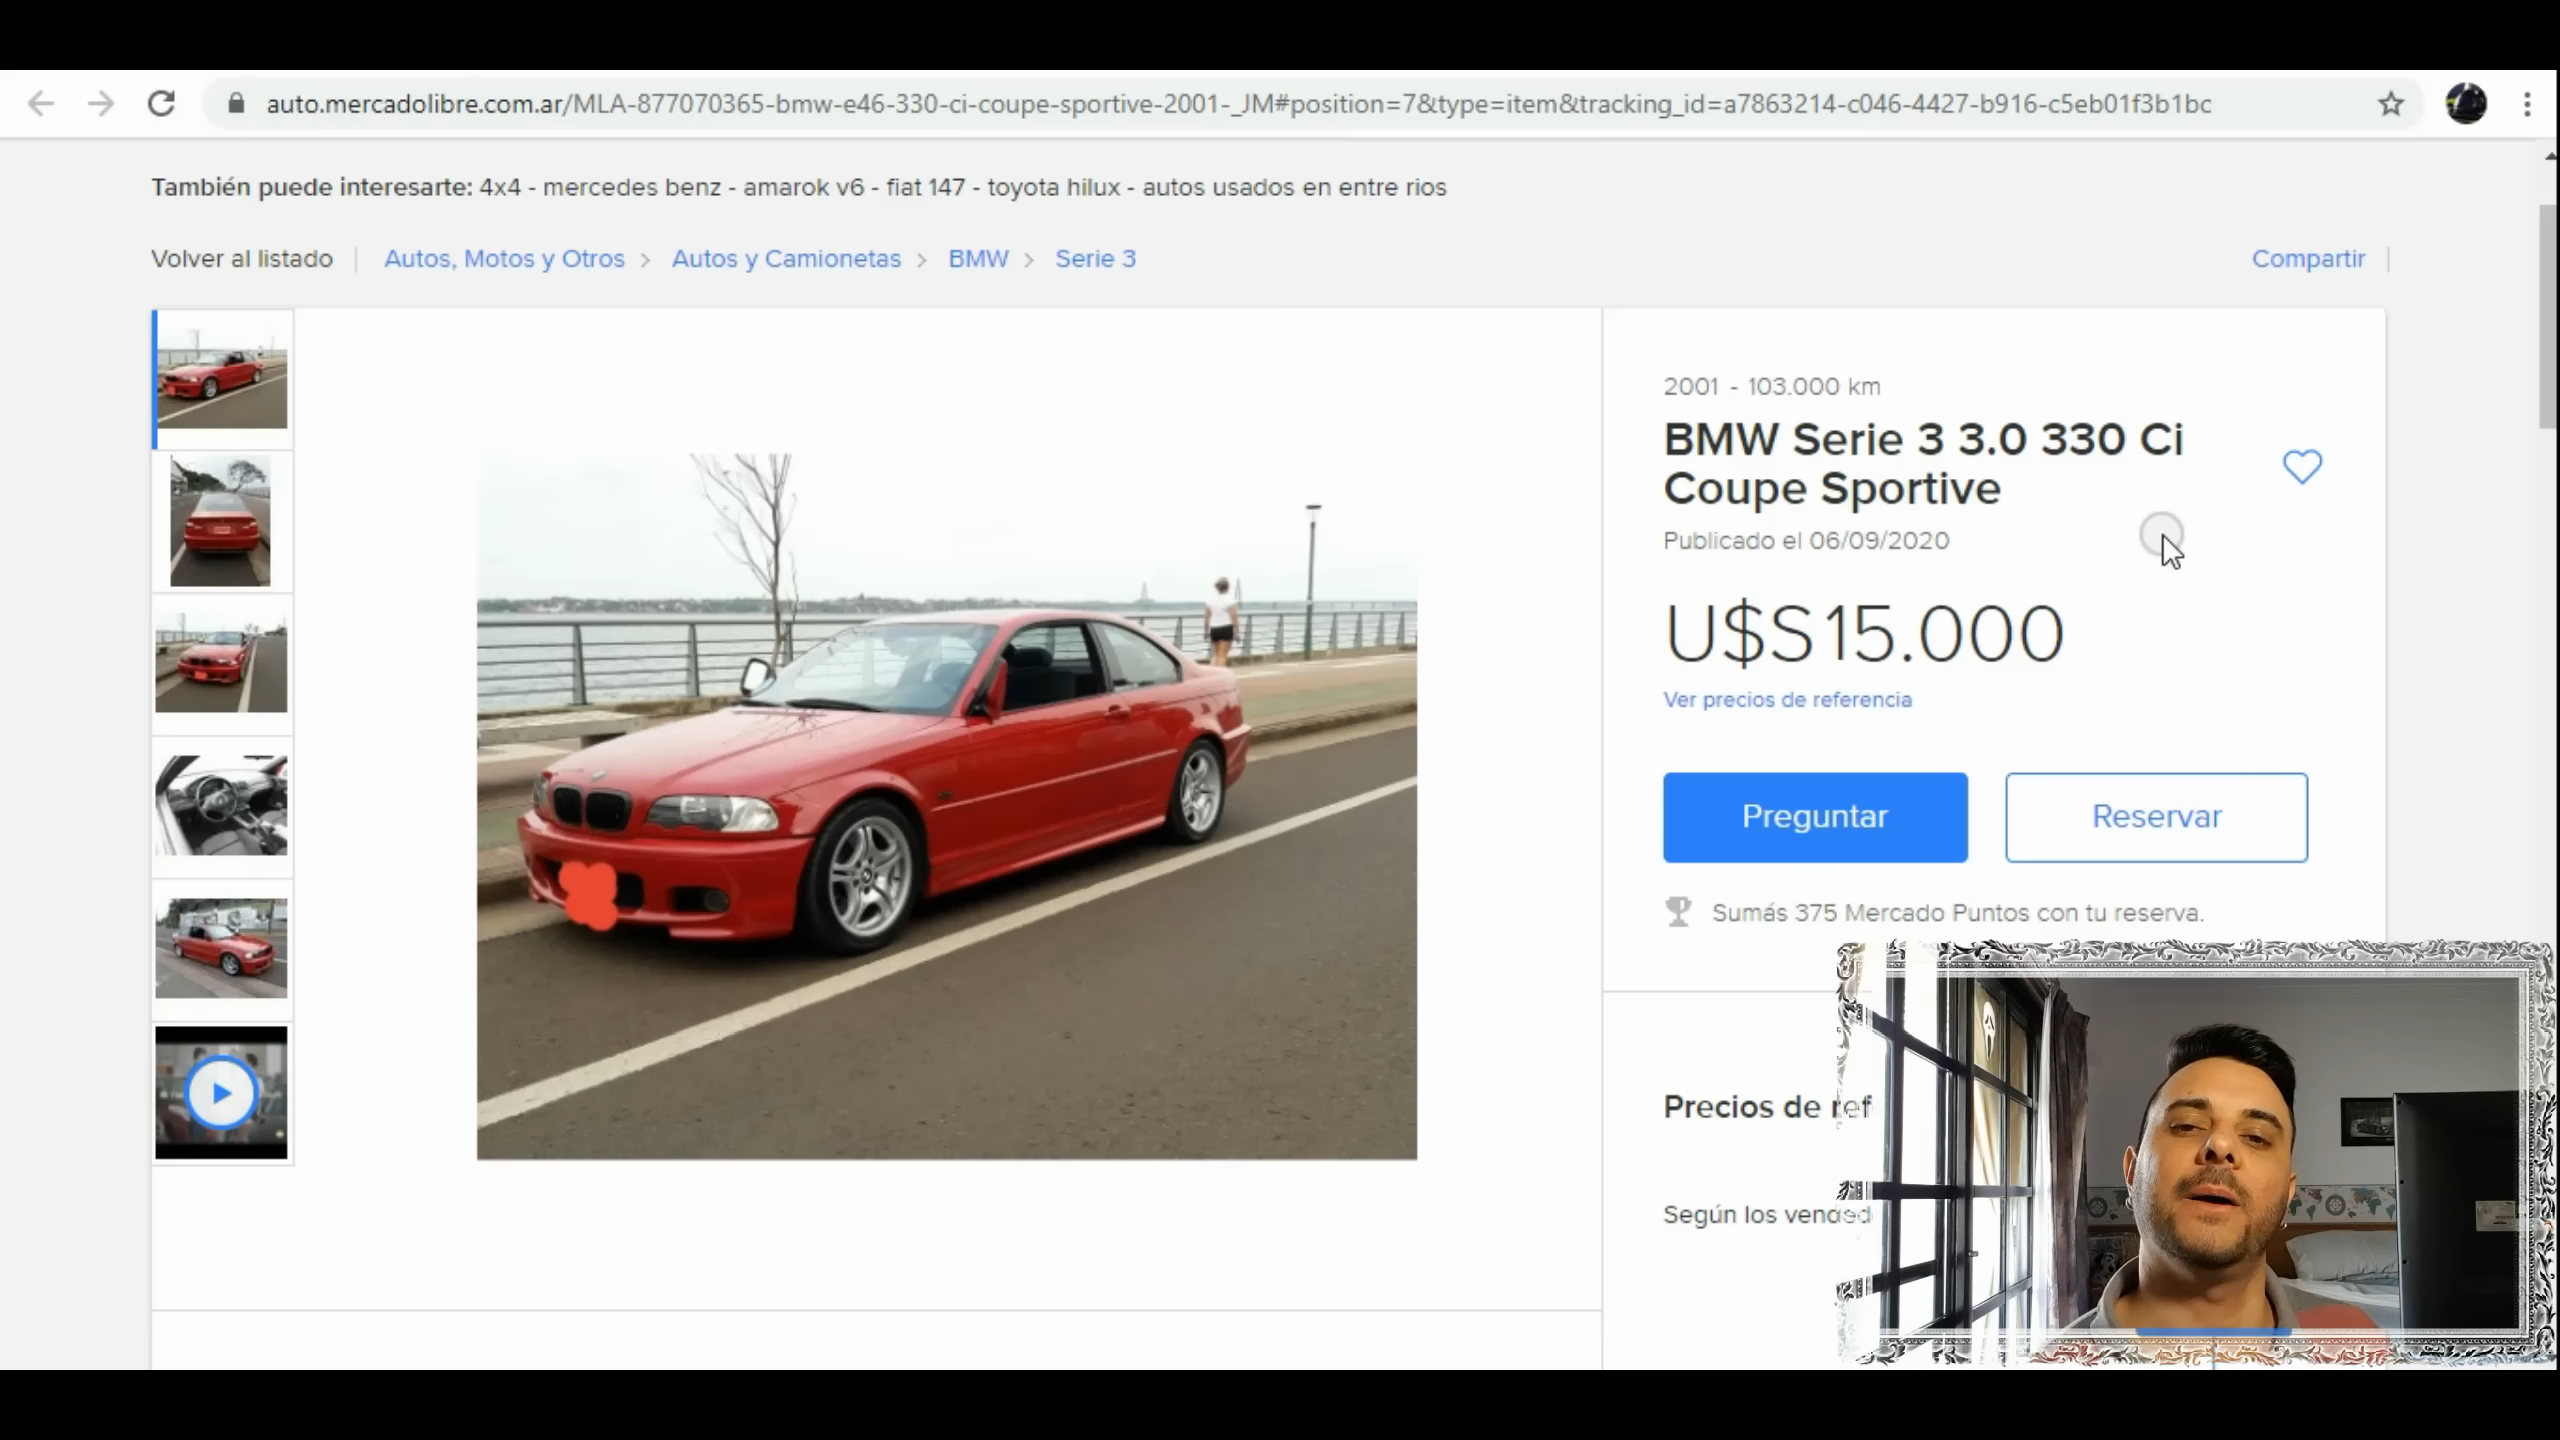 auto.mercadolibre.com.ar/MLA-877070365-bmw-e46-330-ci-coupe-sportive-2001-_JM#position=7&type=item&tracking_id=a7863214-c046-4427-b916-c5eb01f3b1bc
También puede interesarte: 4x4 - mercedes benz - amarok v6 - fiat 147 - toyota hilux - autos usados en entre rios
Volver al listado
Autos, Motos y Otros > Autos y Camionetas > BMW > Serie 3
Compartir
2001 - 103.000 km
BMW Serie 3 3.0 330 Ci
Coupe Sportive
Publicado el 06/09/2020
U$S15.000
Ver precios de referencia
Preguntar
Reservar
Sumás 375 Mercado Puntos con tu reserva.
Precios de ref
Según los vended